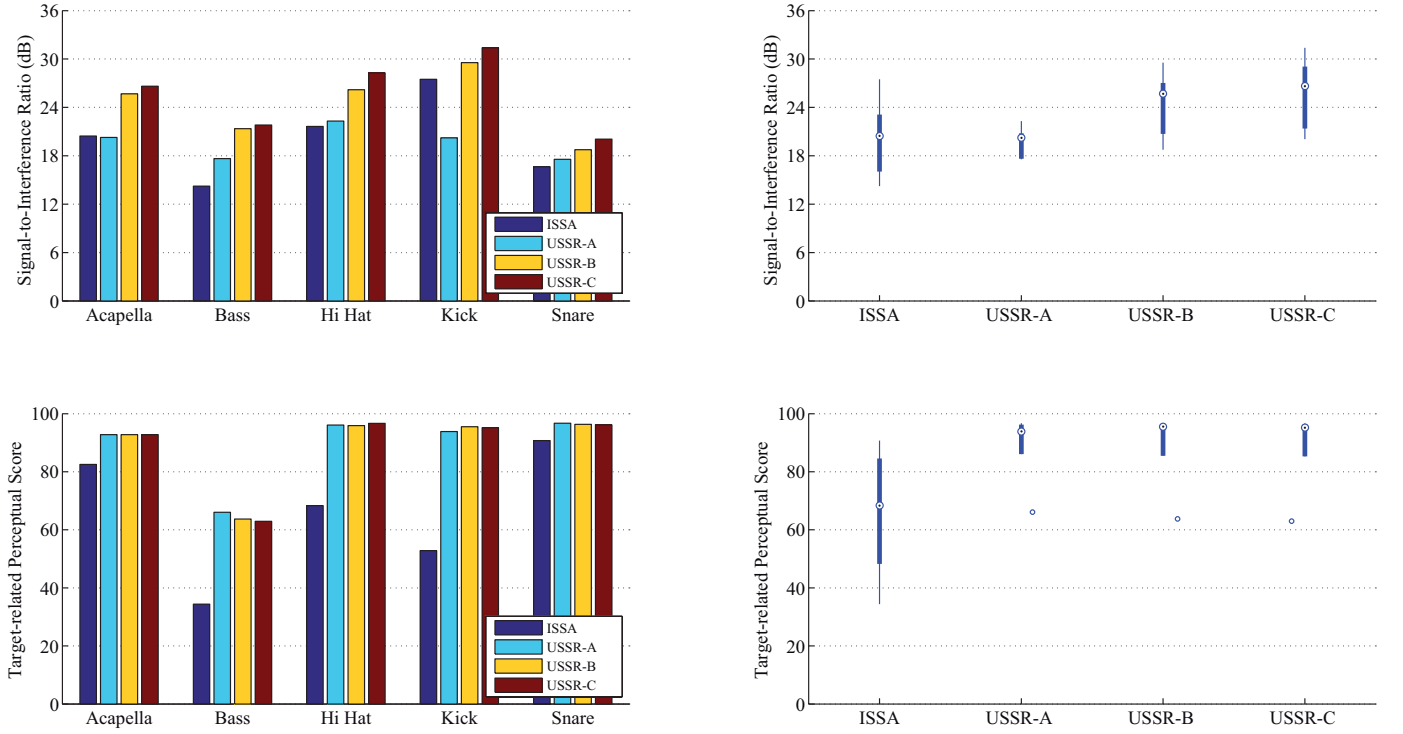 Signal-to-Interference Ratio (dB)
36
30
24
18
12
6
0
Acapella Bass Hi Hat Kick Snare
ISSA
USSR-A
USSR-B
USSR-C
Signal-to-Interference Ratio (dB)
36
30
24
18
12
6
0
ISSA USSR-A USSR-B USSR-C
Target-related Perceptual Score
100
80
60
40
20
0
Acapella Bass Hi Hat Kick Snare
ISSA
USSR-A
USSR-B
USSR-C
Target-related Perceptual Score
100
80
60
40
20
0
ISSA USSR-A USSR-B USSR-C